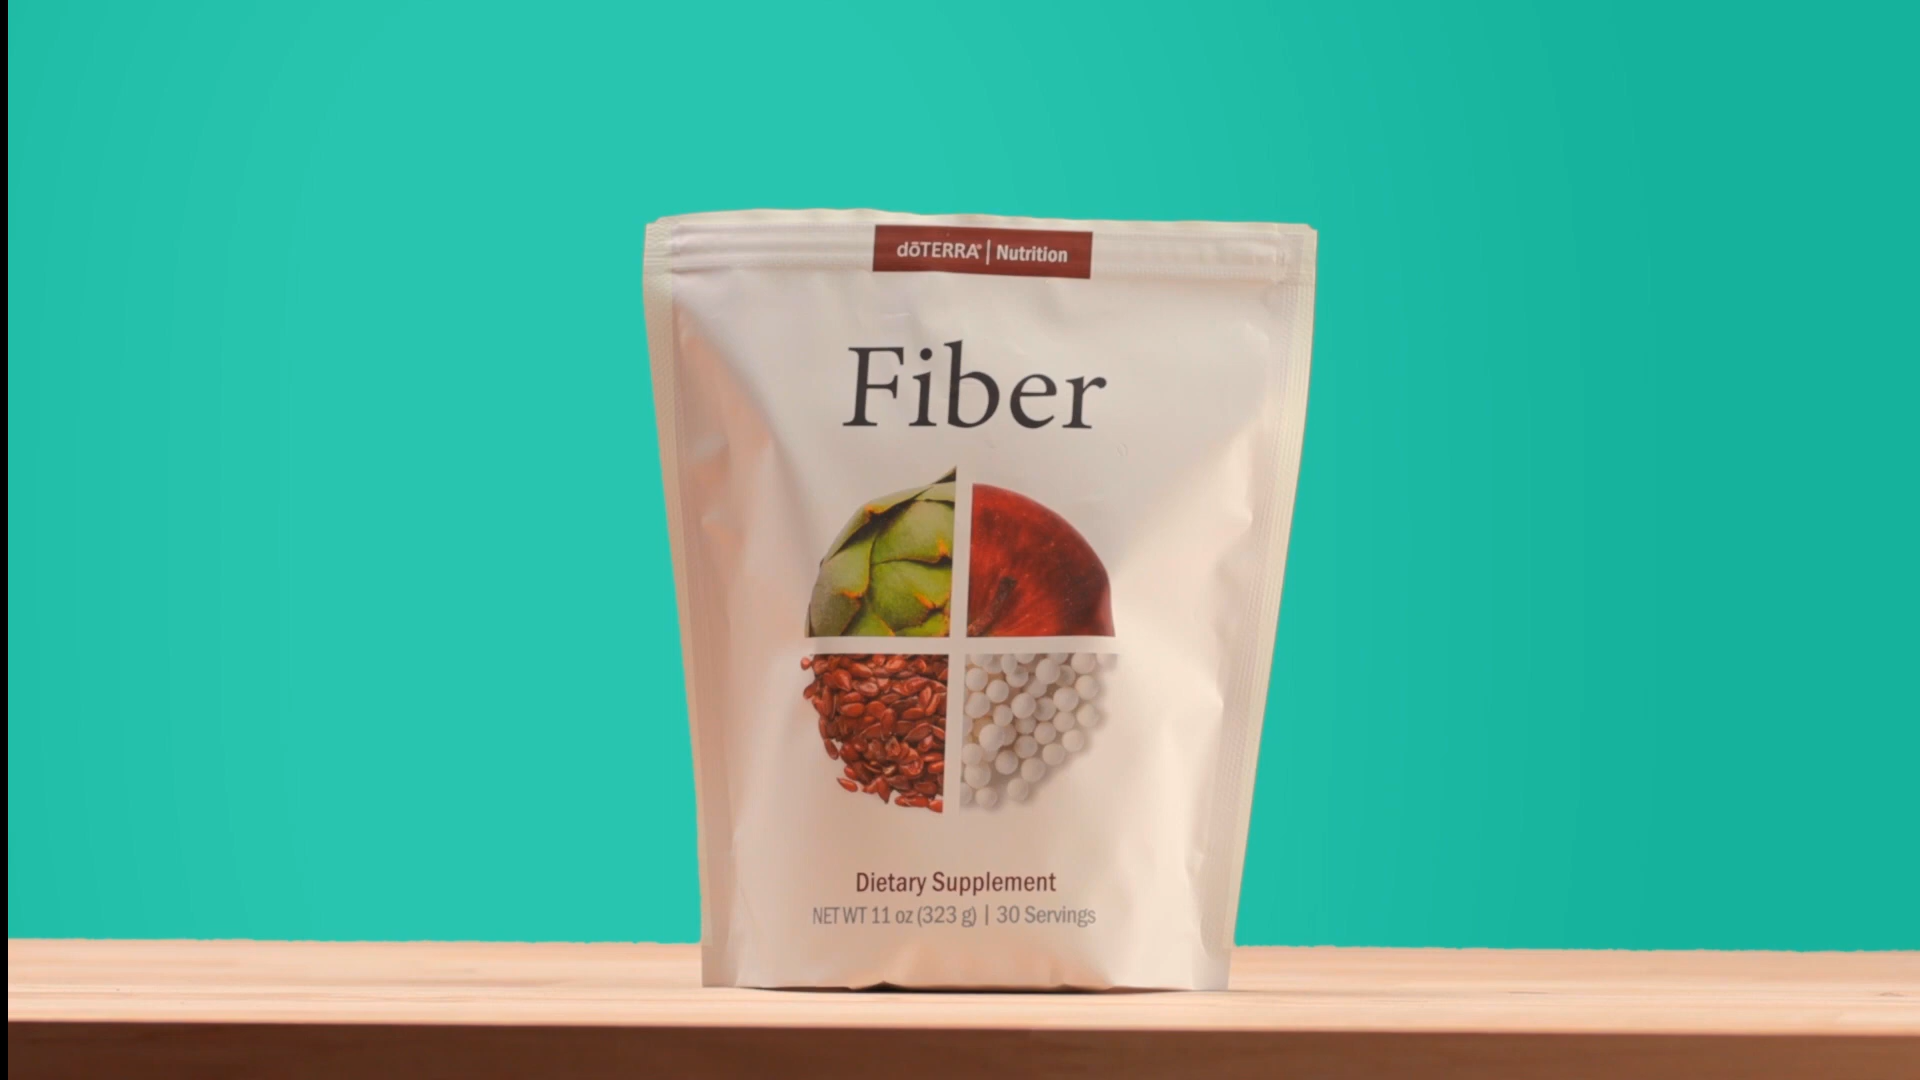 dōTERRA® | Nutrition
Fiber
Dietary Supplement
NET WT 11 oz (323 g) | 30 Servings